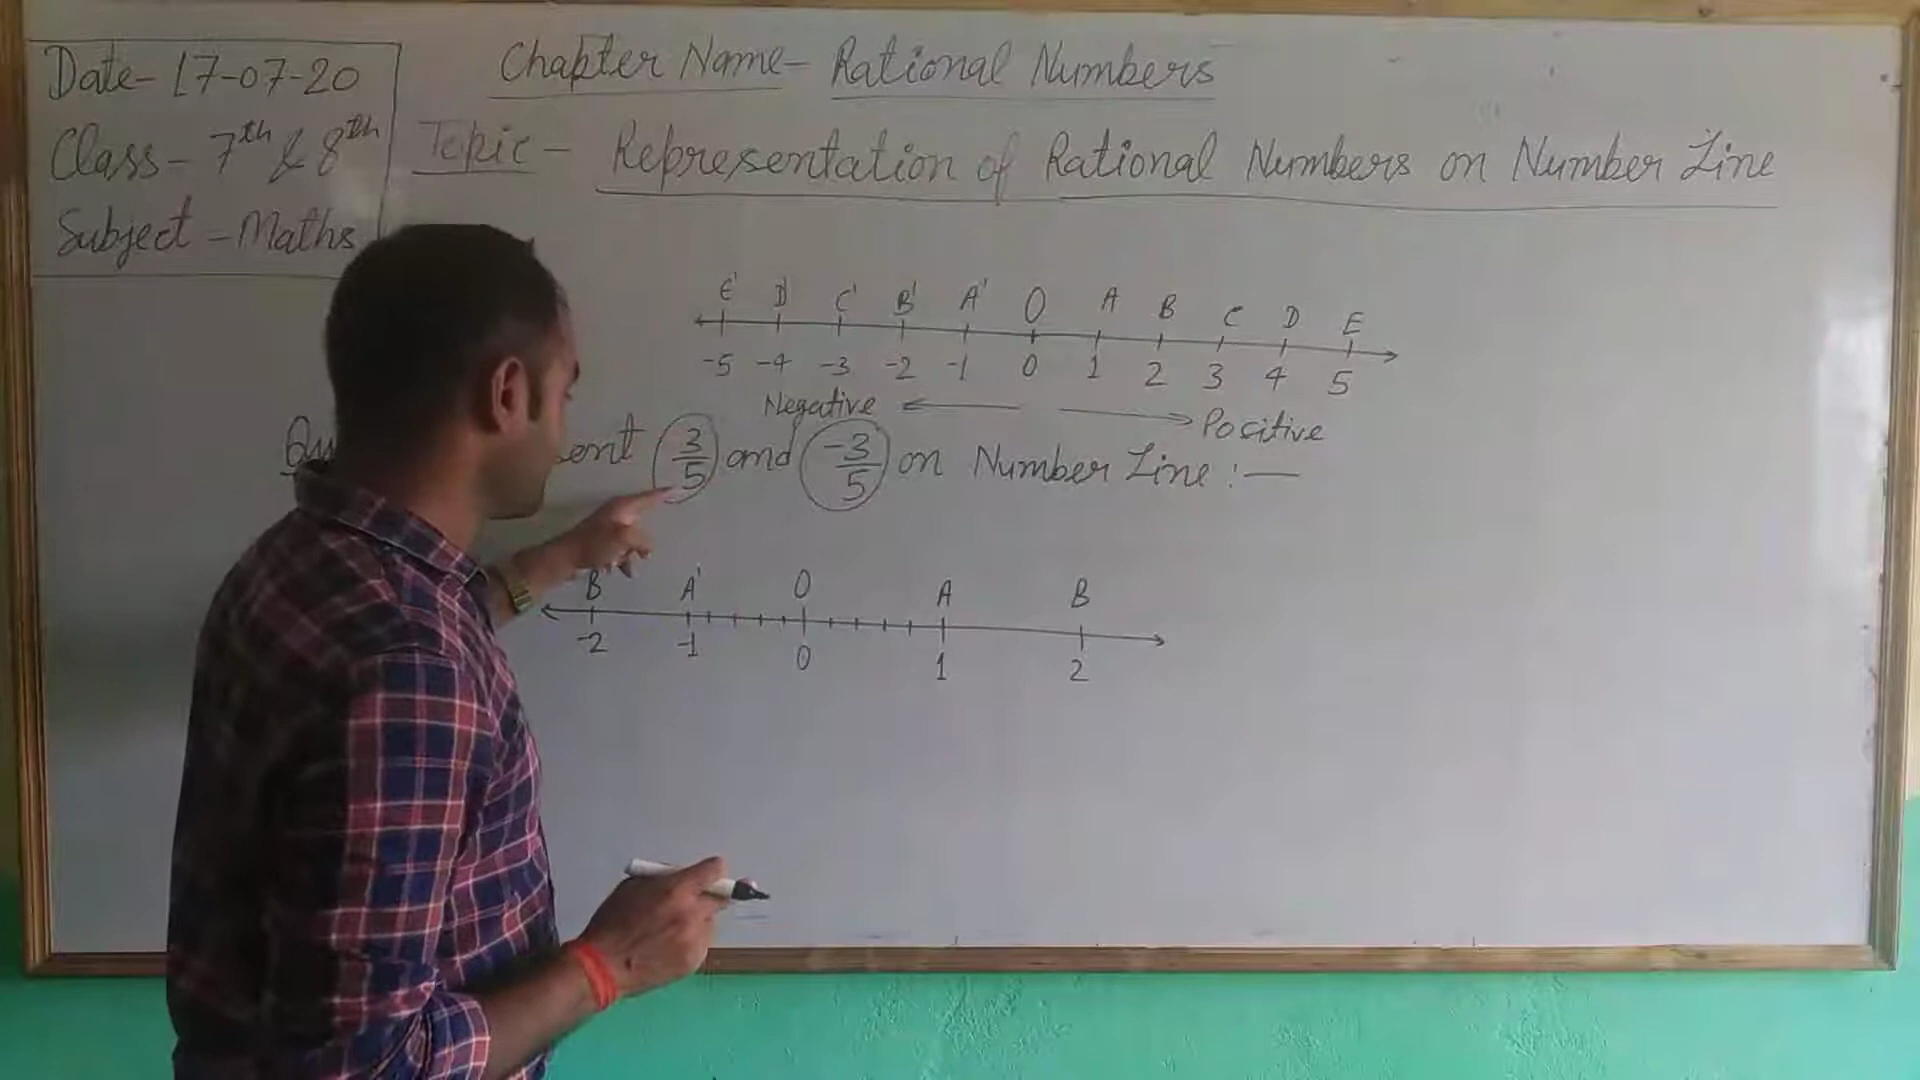 Date- 17-07-20
Class- 7th & 8th
Subject - Maths
Chapter Name- Rational Numbers
Topic- Representation of Rational Numbers on Number Line
E' D' C' B' A' O A B C D E
-5 -4 -3 -2 -1 0 1 2 3 4 5
Negative Positive
3/5 and -3/5 on Number Line :—
B' A' O A B
-2 -1 0 1 2